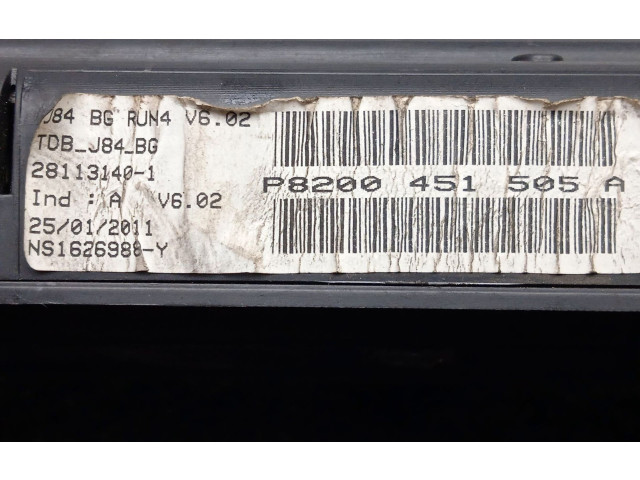 J84 BG RUN4 V6.02
TDB_J84_BG
28113140-1
Ind : A V6.02
25/01/2011
NS1626988-Y
P8200 451 505 A